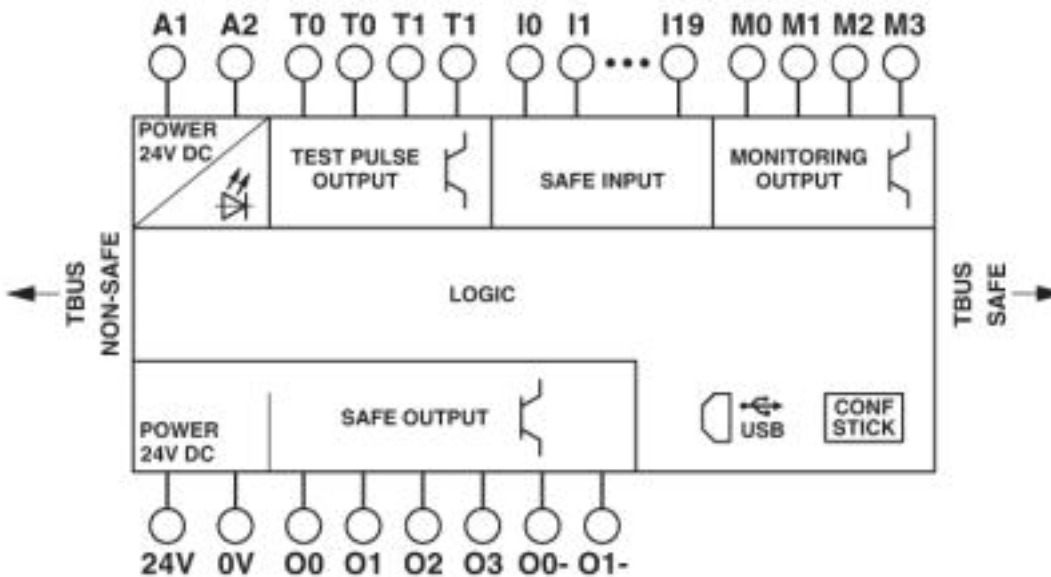 A1 A2 T0 T0 T1 T1 I0 I1 ••• I19 M0 M1 M2 M3
POWER
24V DC
TEST PULSE
OUTPUT
SAFE INPUT
MONITORING
OUTPUT
TBUS
NON-SAFE
LOGIC
TBUS
SAFE
POWER
24V DC
SAFE OUTPUT
USB
CONF
STICK
24V 0V O0 O1 O2 O3 O0- O1-